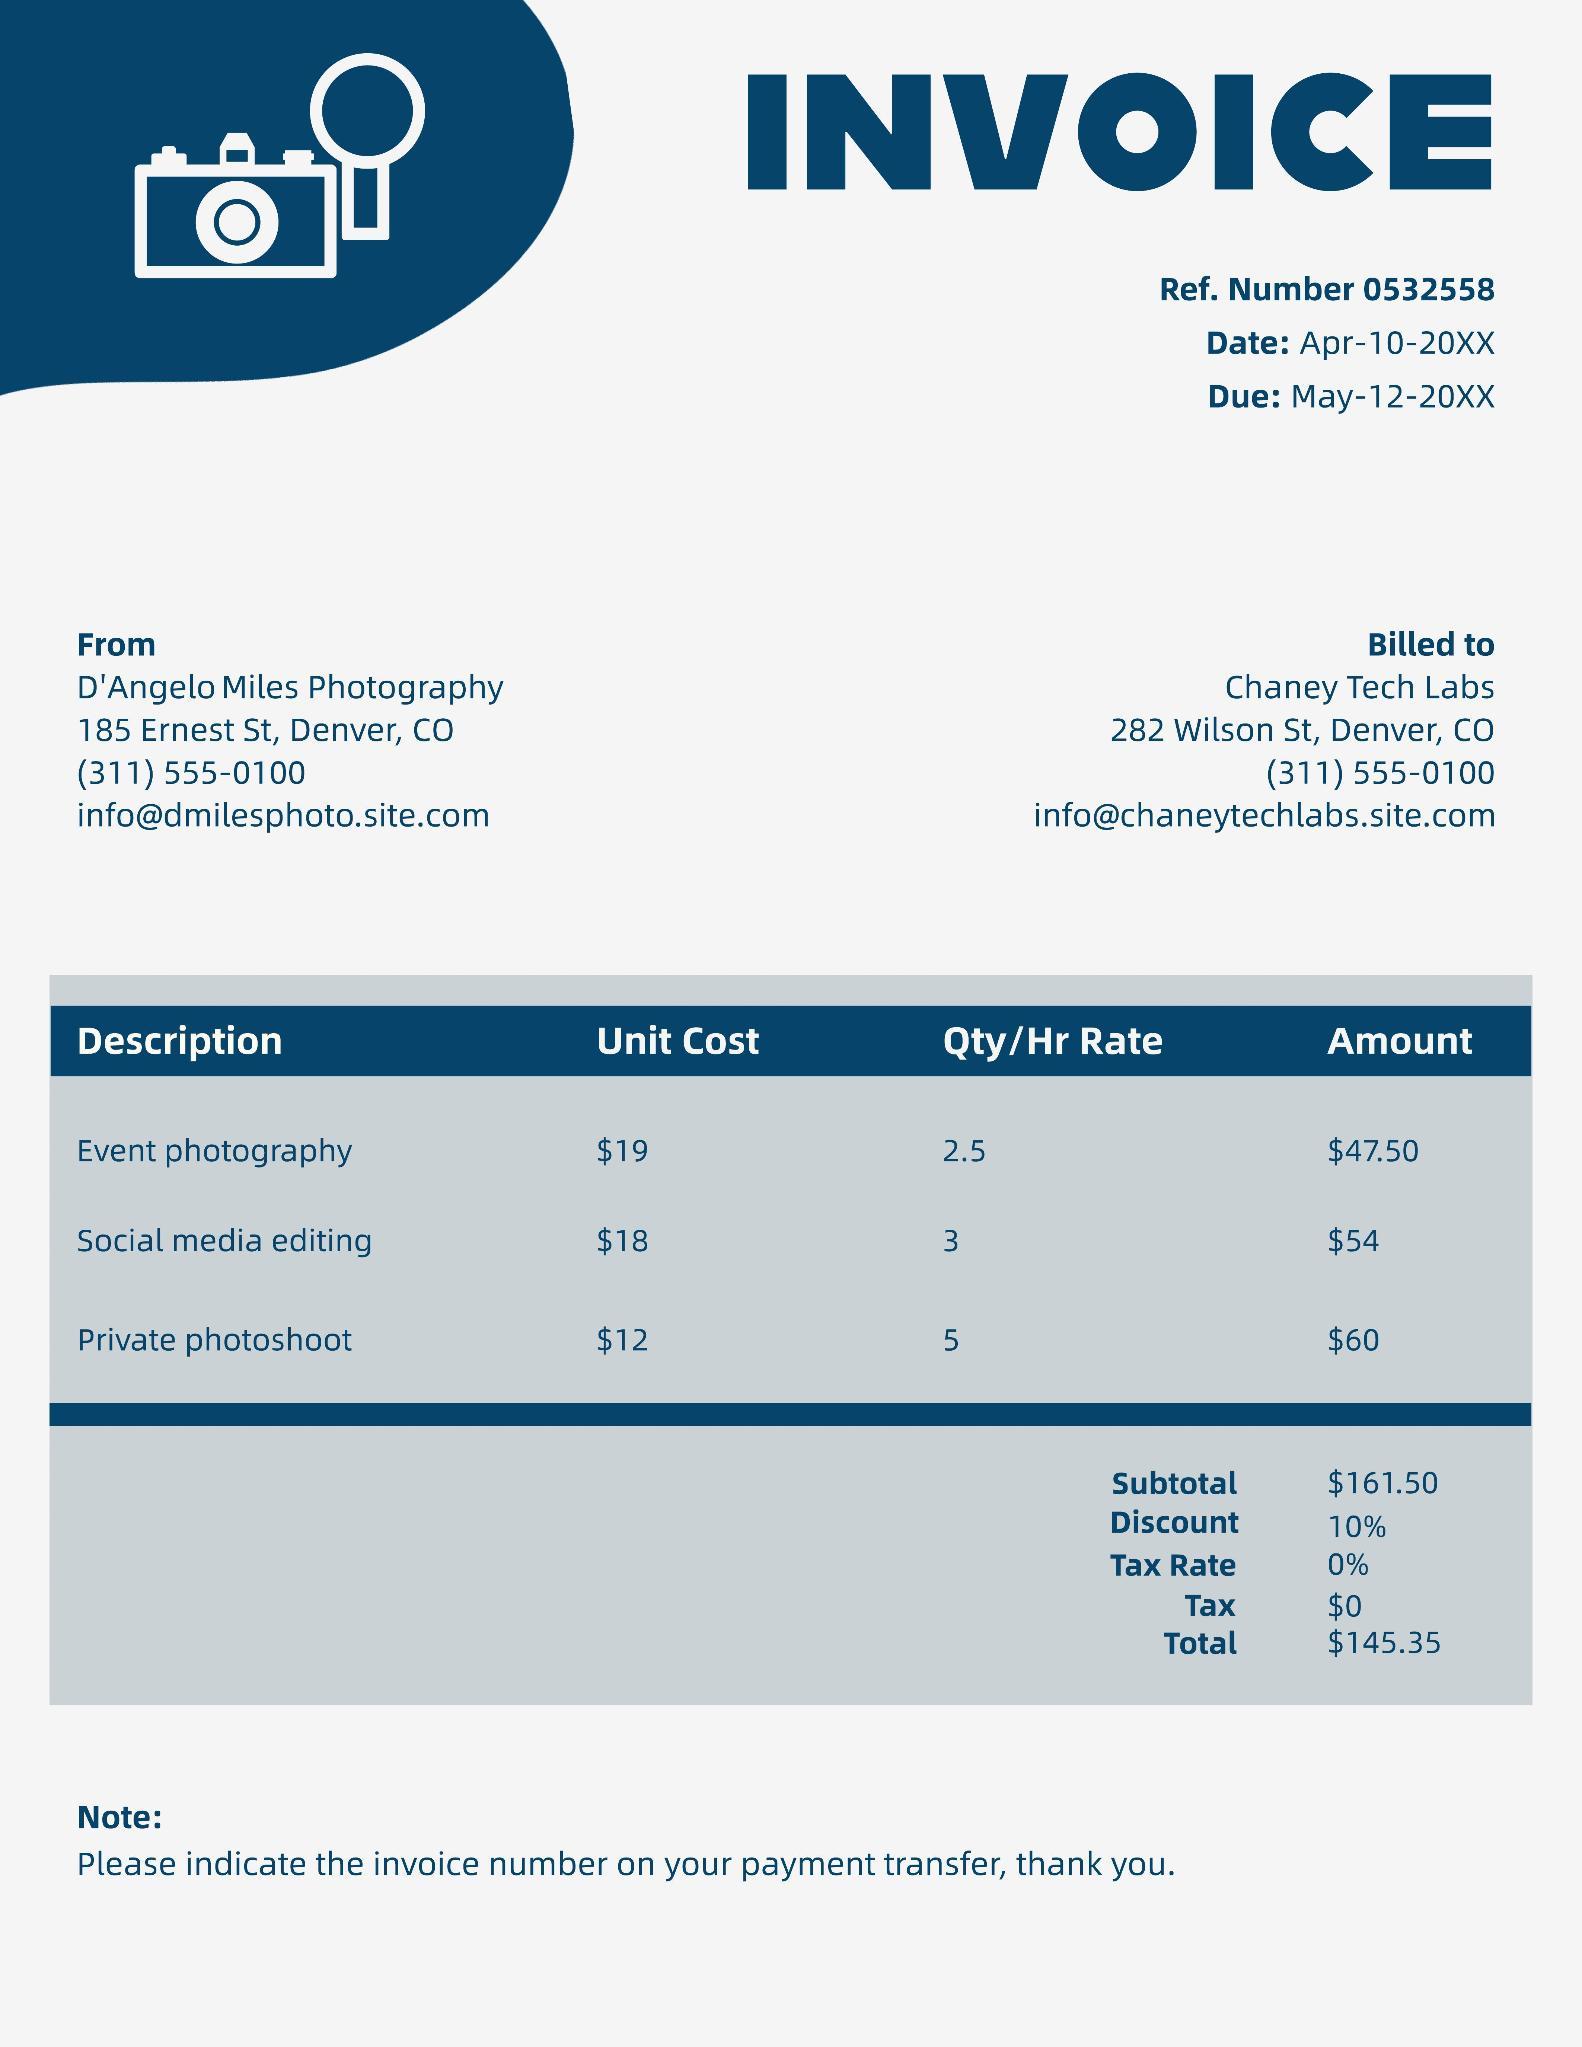 INVOICE
Ref. Number 0532558
Date: Apr-10-20XX
Due: May-12-20XX
From
D'Angelo Miles Photography
185 Ernest St, Denver, CO
(311) 555-0100
info@dmilesphoto.site.com
Billed to
Chaney Tech Labs
282 Wilson St, Denver, CO
(311) 555-0100
info@chaneytechlabs.site.com
Description Unit Cost Qty/Hr Rate Amount
Event photography $19 2.5 $47.50
Social media editing $18 3 $54
Private photoshoot $12 5 $60
Subtotal $161.50
Discount 10%
Tax Rate 0%
Tax $0
Total $145.35
Note:
Please indicate the invoice number on your payment transfer, thank you.